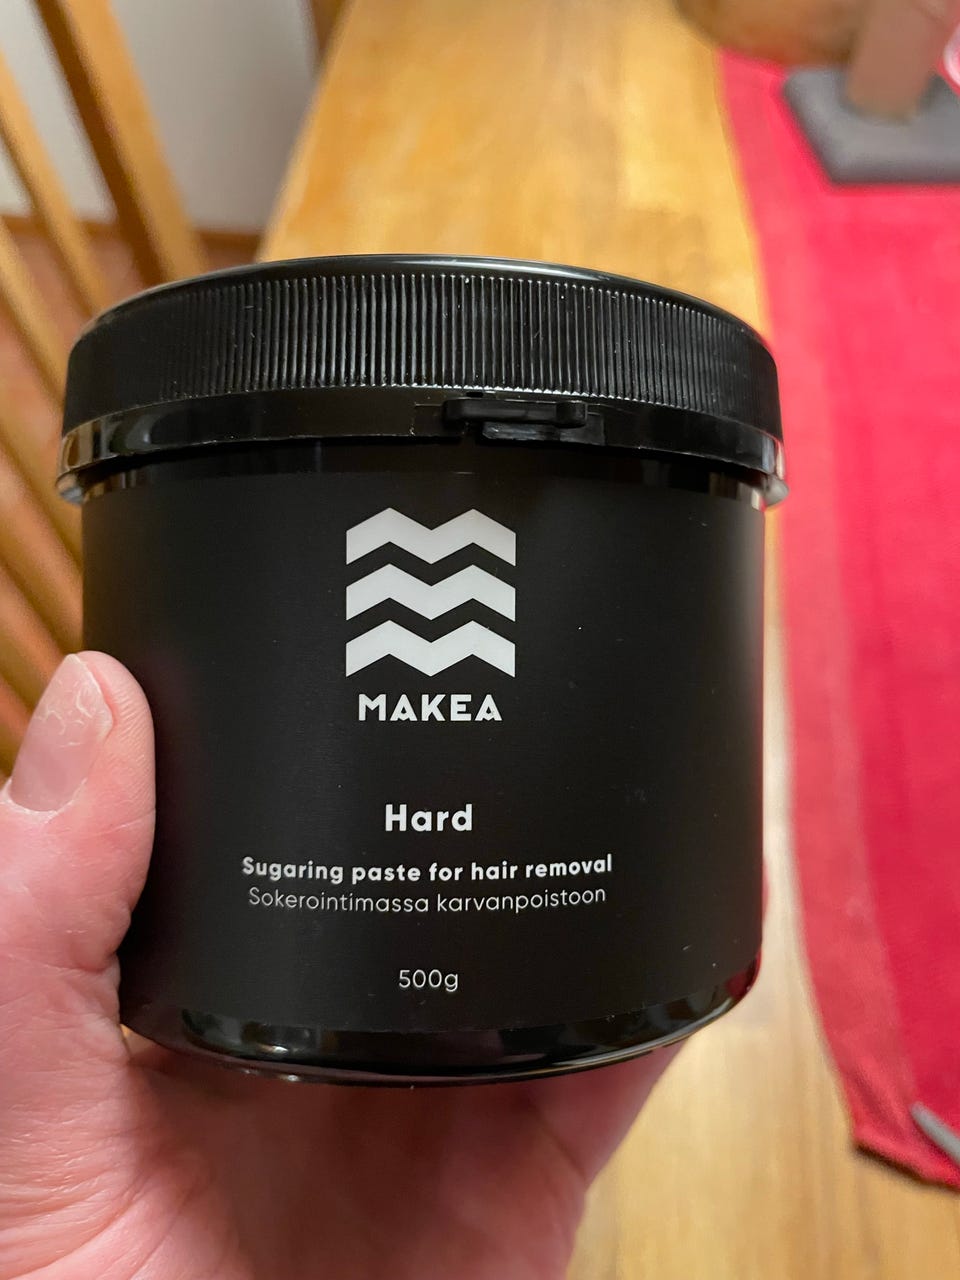 MAKEA
Hard
Sugaring paste for hair removal
Sokerointimassa karvanpoistoon
500g